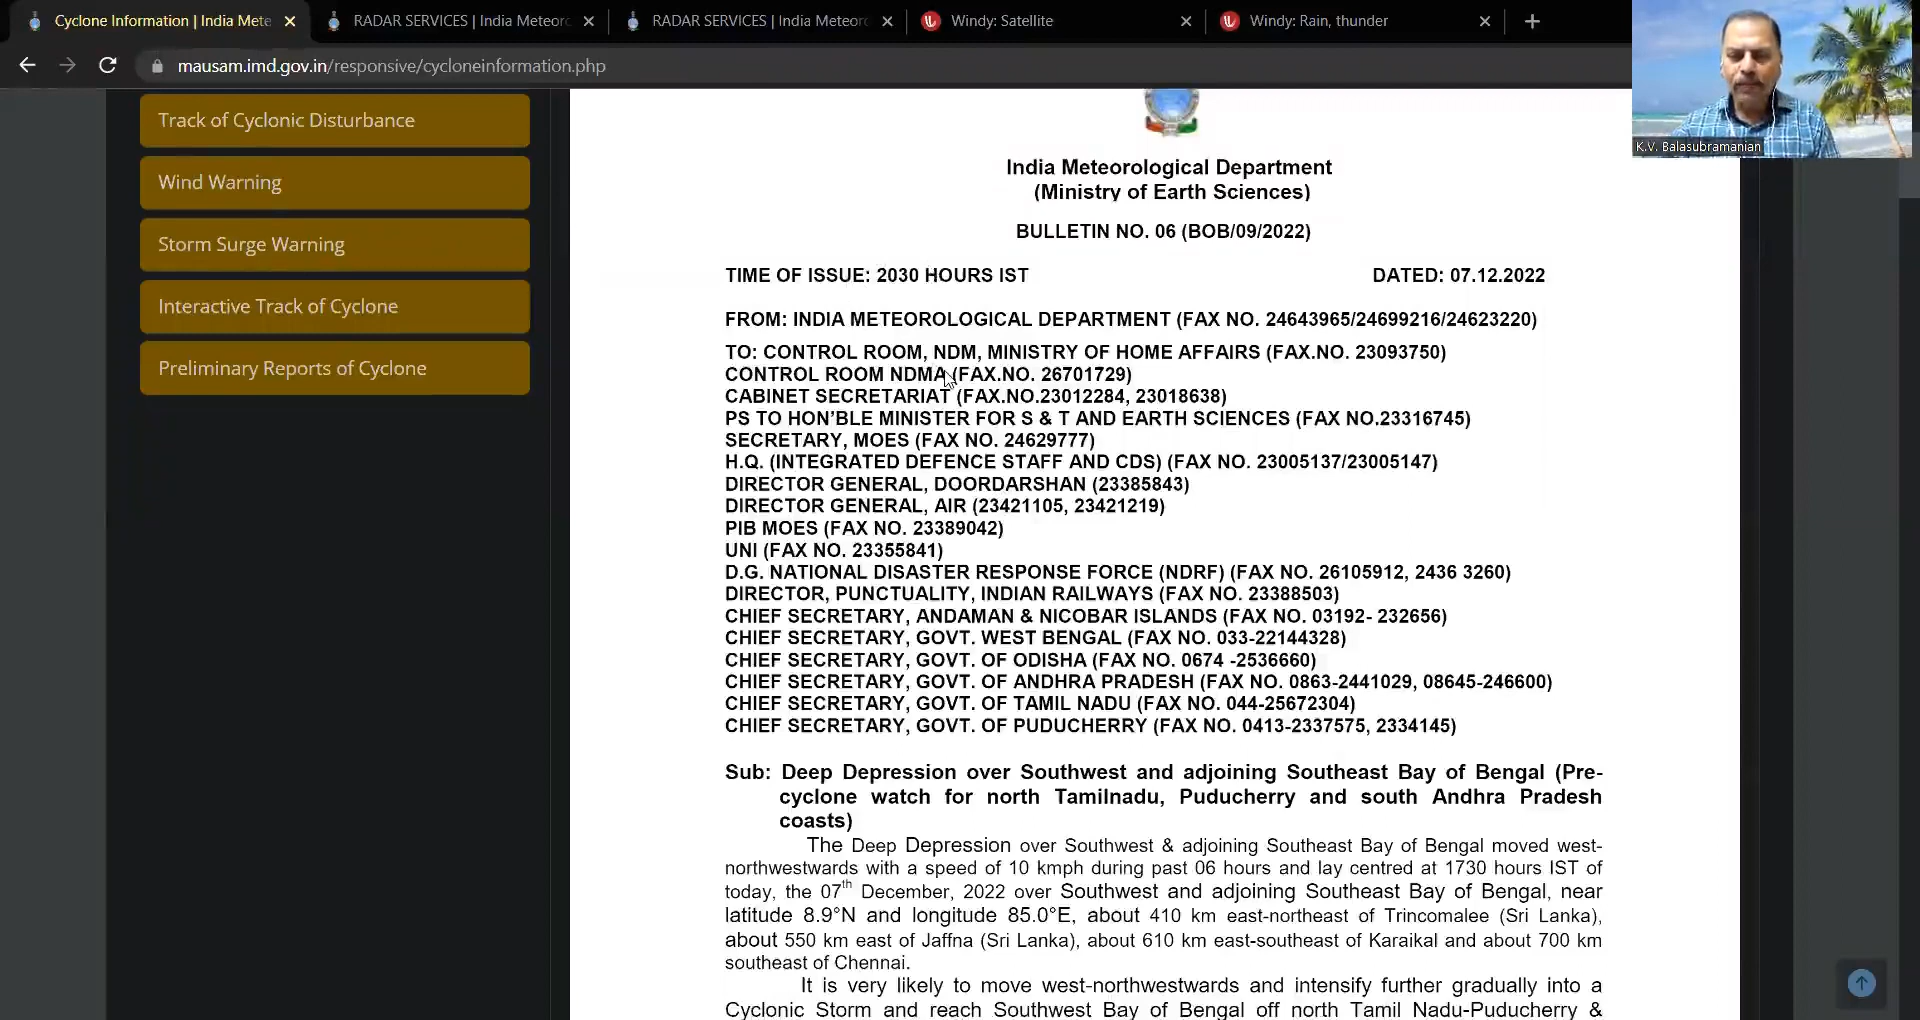 Cyclone Information | India Mete
RADAR SERVICES | India Meteoro
RADAR SERVICES | India Meteoro
Windy: Satellite
Windy: Rain, thunder
mausam.imd.gov.in/responsive/cycloneinformation.php
K.V. Balasubramanian
Track of Cyclonic Disturbance
Wind Warning
Storm Surge Warning
Interactive Track of Cyclone
Preliminary Reports of Cyclone
India Meteorological Department
(Ministry of Earth Sciences)
BULLETIN NO. 06 (BOB/09/2022)
TIME OF ISSUE: 2030 HOURS IST DATED: 07.12.2022
FROM: INDIA METEOROLOGICAL DEPARTMENT (FAX NO. 24643965/24699216/24623220)
TO: CONTROL ROOM, NDM, MINISTRY OF HOME AFFAIRS (FAX.NO. 23093750)
CONTROL ROOM NDMA (FAX.NO. 26701729)
CABINET SECRETARIAT (FAX.NO.23012284, 23018638)
PS TO HON’BLE MINISTER FOR S & T AND EARTH SCIENCES (FAX NO.23316745)
SECRETARY, MOES (FAX NO. 24629777)
H.Q. (INTEGRATED DEFENCE STAFF AND CDS) (FAX NO. 23005137/23005147)
DIRECTOR GENERAL, DOORDARSHAN (23385843)
DIRECTOR GENERAL, AIR (23421105, 23421219)
PIB MOES (FAX NO. 23389042)
UNI (FAX NO. 23355841)
D.G. NATIONAL DISASTER RESPONSE FORCE (NDRF) (FAX NO. 26105912, 2436 3260)
DIRECTOR, PUNCTUALITY, INDIAN RAILWAYS (FAX NO. 23388503)
CHIEF SECRETARY, ANDAMAN & NICOBAR ISLANDS (FAX NO. 03192- 232656)
CHIEF SECRETARY, GOVT. WEST BENGAL (FAX NO. 033-22144328)
CHIEF SECRETARY, GOVT. OF ODISHA (FAX NO. 0674 -2536660)
CHIEF SECRETARY, GOVT. OF ANDHRA PRADESH (FAX NO. 0863-2441029, 08645-246600)
CHIEF SECRETARY, GOVT. OF TAMIL NADU (FAX NO. 044-25672304)
CHIEF SECRETARY, GOVT. OF PUDUCHERRY (FAX NO. 0413-2337575, 2334145)
Sub: Deep Depression over Southwest and adjoining Southeast Bay of Bengal (Pre-
cyclone watch for north Tamilnadu, Puducherry and south Andhra Pradesh
coasts)
The Deep Depression over Southwest & adjoining Southeast Bay of Bengal moved west-
northwestwards with a speed of 10 kmph during past 06 hours and lay centred at 1730 hours IST of
today, the 07th December, 2022 over Southwest and adjoining Southeast Bay of Bengal, near
latitude 8.9°N and longitude 85.0°E, about 410 km east-northeast of Trincomalee (Sri Lanka),
about 550 km east of Jaffna (Sri Lanka), about 610 km east-southeast of Karaikal and about 700 km
southeast of Chennai.
It is very likely to move west-northwestwards and intensify further gradually into a
Cyclonic Storm and reach Southwest Bay of Bengal off north Tamil Nadu-Puducherry &